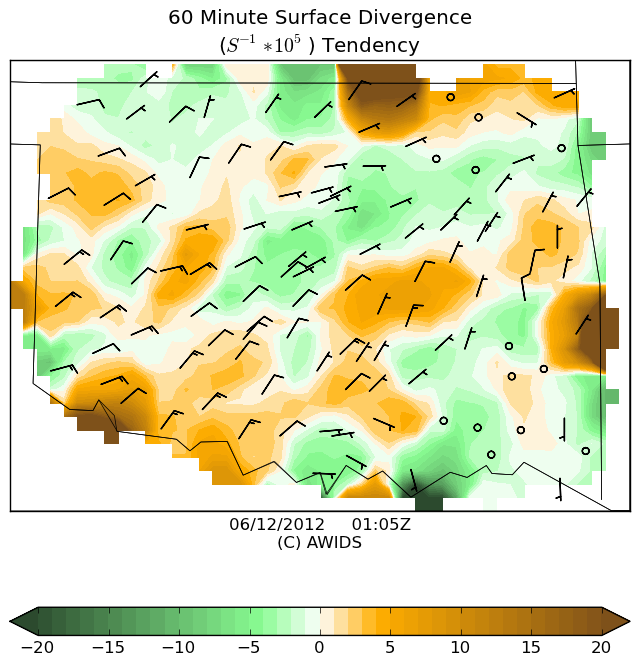 60 Minute Surface Divergence
(S⁻¹ * 10⁵ ) Tendency
06/12/2012 01:05Z
(C) AWIDS
−20 −15 −10 −5 0 5 10 15 20